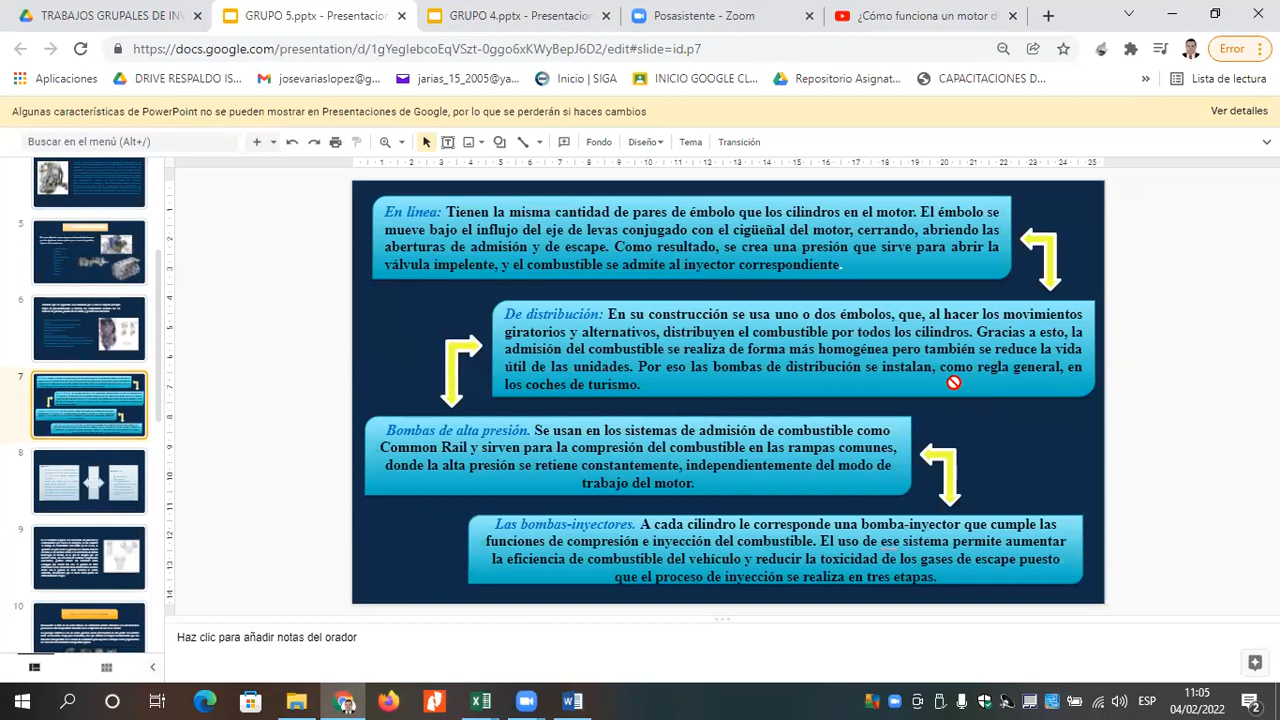 TRABAJOS GRUPALES DE IN
GRUPO 5.pptx - Presentacion
GRUPO 4.pptx - Presentacion
Posasistente - Zoom
¿Cómo funciona un motor d
https://docs.google.com/presentation/d/1gYegIebcoEqVSzt-0ggo6xKWyBepJ6D2/edit#slide=id.p7
Error
Aplicaciones
DRIVE RESPALDO IS...
josevariaslopez@g...
jarias_t_2005@ya...
Inicio | SIGA
INICIO GOOGLE CL...
Repositorio Asignat...
CAPACITACIONES D...
»
Lista de lectura
Algunas características de PowerPoint no se pueden mostrar en Presentaciones de Google, por lo que se perderán si haces cambios
Ver detalles
Buscar en el menú (Alt+/)
Fondo
Diseño
Tema
Transición
En línea: Tienen la misma cantidad de pares de émbolo que los cilindros en el motor. El émbolo se
mueve bajo el empuje del eje de levas conjugado con el cigüeñal del motor, cerrando, abriendo las
aberturas de admisión y de escape. Como resultado, se crea una presión que sirve para abrir la
válvula impelente y el combustible se admite al inyector correspondiente.
De distribución: En su construcción se usa uno o dos émbolos, que, al hacer los movimientos
giratorios y alternativos, distribuyen el combustible por todos los cilindros. Gracias a esto, la
admisión del combustible se realiza de forma más homogénea pero también se reduce la vida
útil de las unidades. Por eso las bombas de distribución se instalan, como regla general, en
los coches de turismo.
Bombas de alta presión. Se usan en los sistemas de admisión de combustible como
Common Rail y sirven para la compresión del combustible en las rampas comunes,
donde la alta presión se retiene constantemente, independientemente del modo de
trabajo del motor.
Las bombas-inyectores. A cada cilindro le corresponde una bomba-inyector que cumple las
funciones de compresión e inyección del combustible. El uso de ese sistema permite aumentar
la eficiencia de combustible del vehículo y reducir la toxicidad de los gases de escape puesto
que el proceso de inyección se realiza en tres etapas.
5
6
7
8
9
10
Haz clic para añadir notas del orador
ESP
11:05
04/02/2022
2